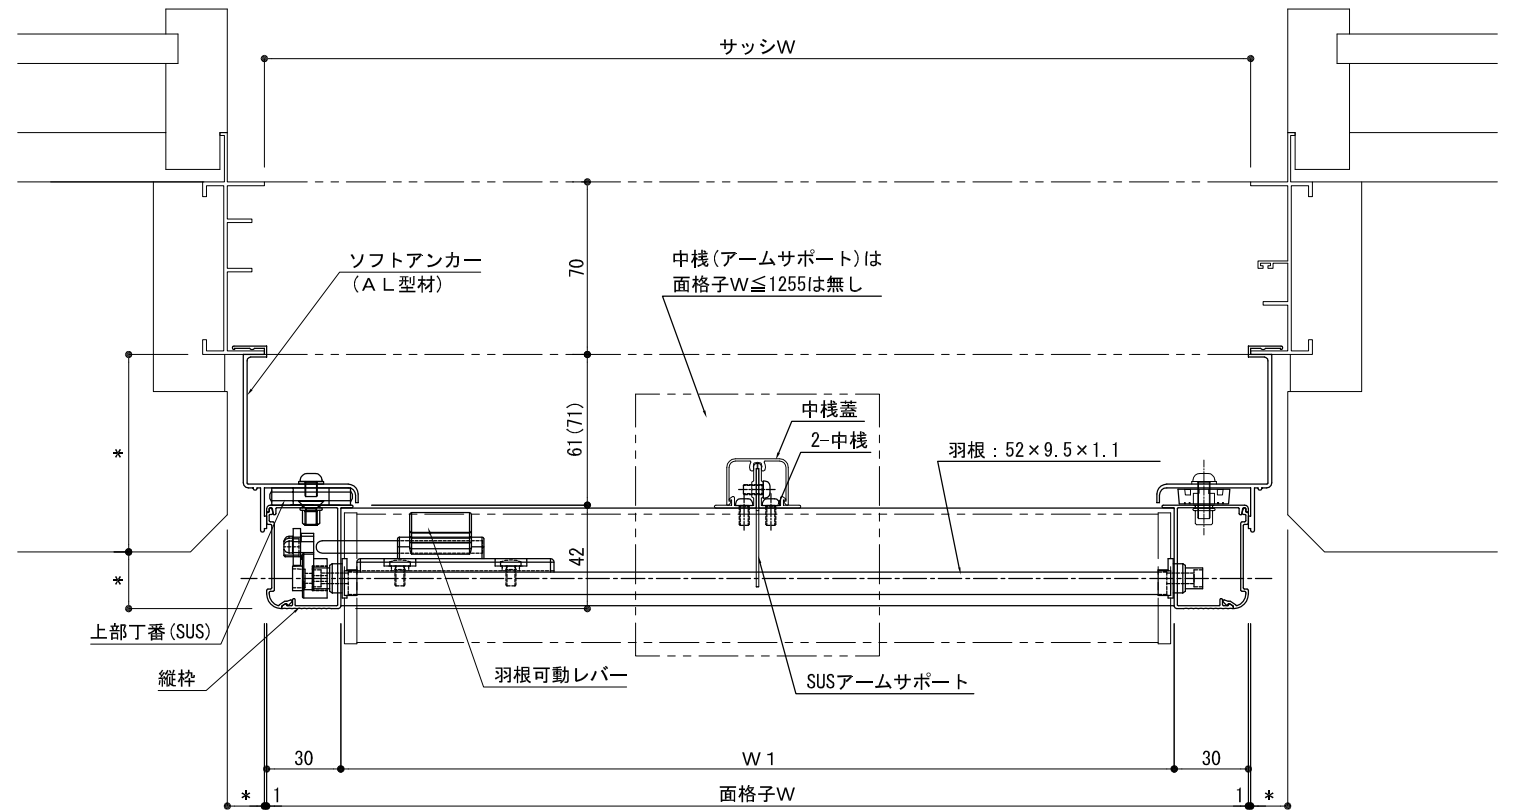 サッシW
ソフトアンカー
(AL型材)
70
中桟(アームサポート)は
面格子W≦1255は無し
61(71)
中桟蓋
2-中桟
羽根：52×9.5×1.1
*
42
*
上部丁番(SUS)
縦枠
羽根可動レバー
SUSアームサポート
30
W1
30
*
1
面格子W
1
*